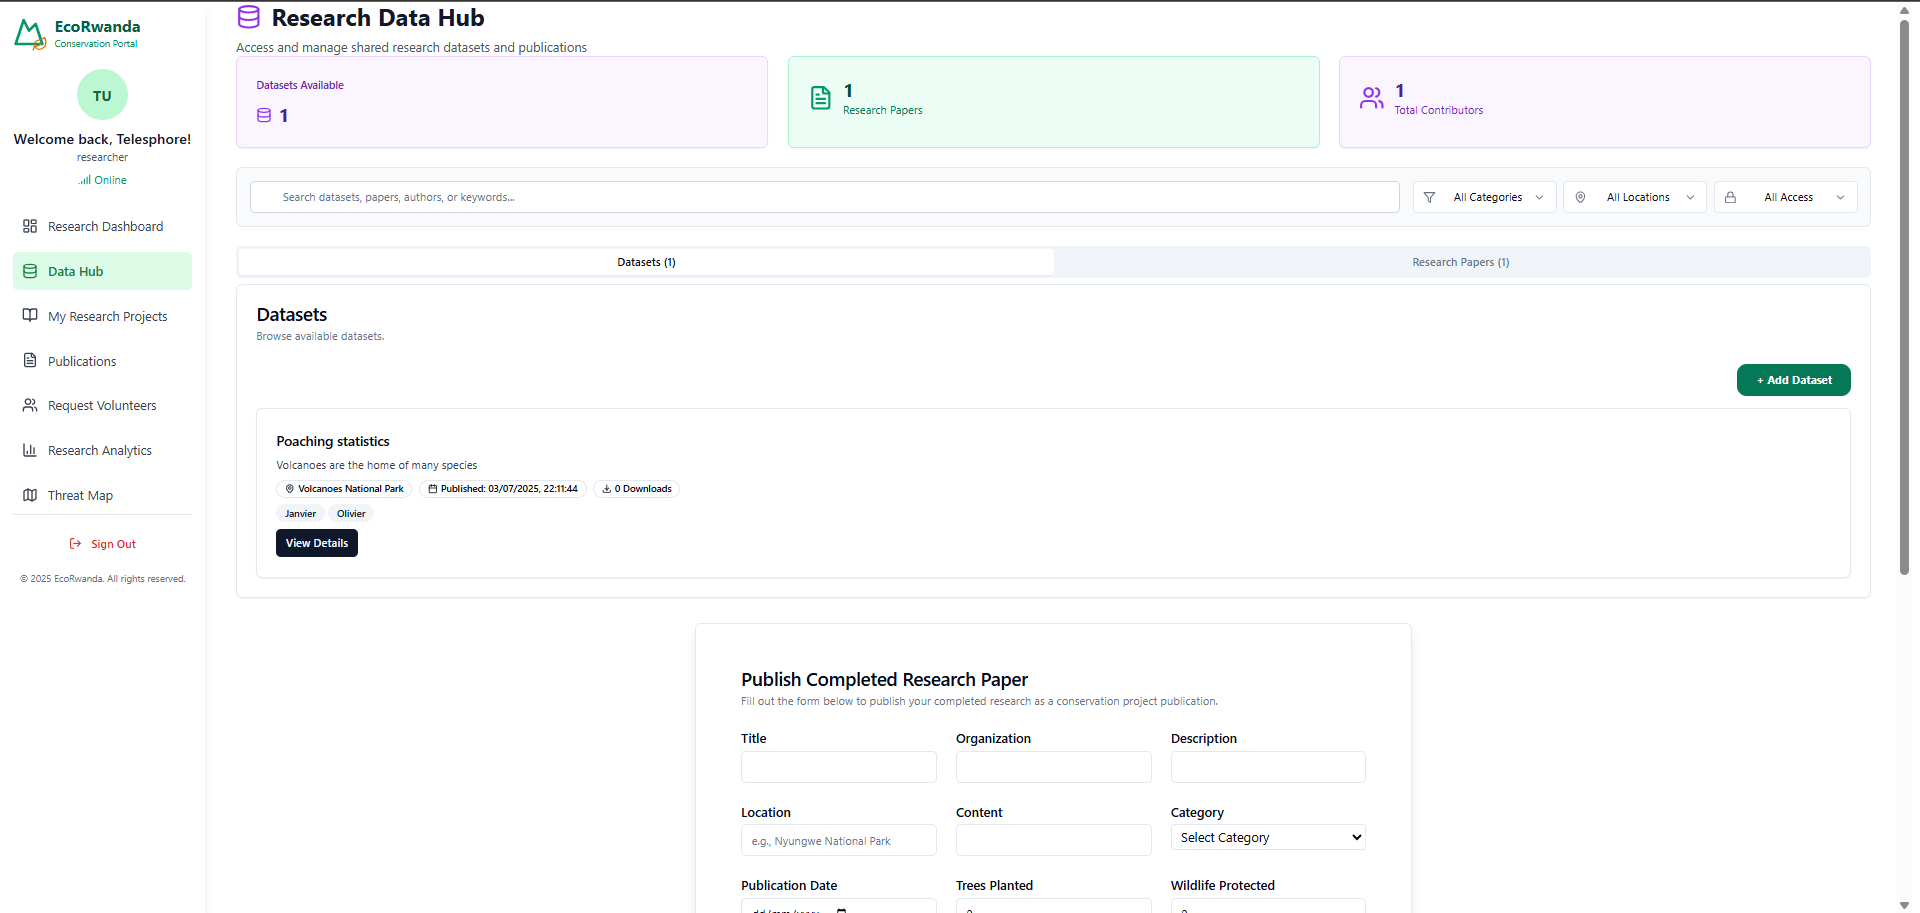 EcoRwanda
Conservation Portal
TU
Welcome back, Telesphore!
researcher
Online
Research Dashboard
Data Hub
My Research Projects
Publications
Request Volunteers
Research Analytics
Threat Map
Sign Out
© 2025 EcoRwanda. All rights reserved.
Research Data Hub
Access and manage shared research datasets and publications
Datasets Available
1
1
Research Papers
1
Total Contributors
Search datasets, papers, authors, or keywords...
All Categories
All Locations
All Access
Datasets (1)
Research Papers (1)
Datasets
Browse available datasets.
+ Add Dataset
Poaching statistics
Volcanoes are the home of many species
Volcanoes National Park
Published: 03/07/2025, 22:11:44
0 Downloads
Janvier
Olivier
View Details
Publish Completed Research Paper
Fill out the form below to publish your completed research as a conservation project publication.
Title
Organization
Description
Location
Content
Category
e.g., Nyungwe National Park
Select Category
Publication Date
Trees Planted
Wildlife Protected